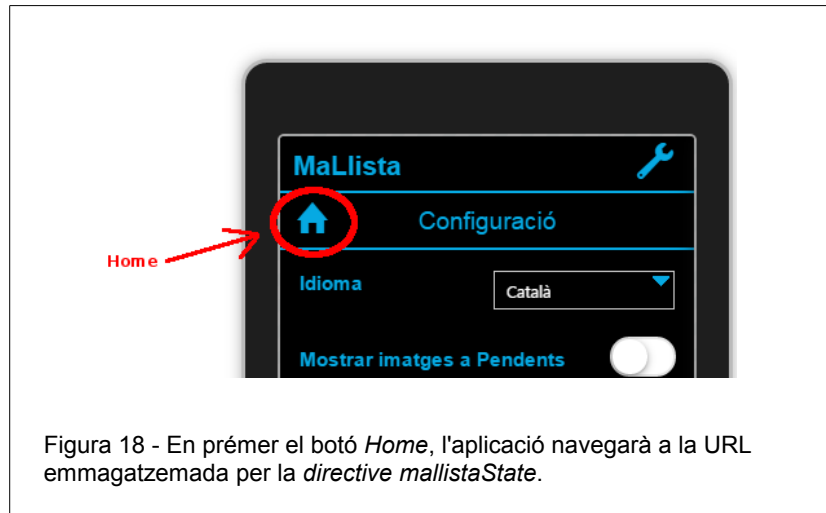 MaLlista
Configuració
Home
Idioma
Català
Mostrar imatges a Pendents
Figura 18 - En prémer el botó Home, l'aplicació navegarà a la URL
emmagatzemada per la directive mallistaState.